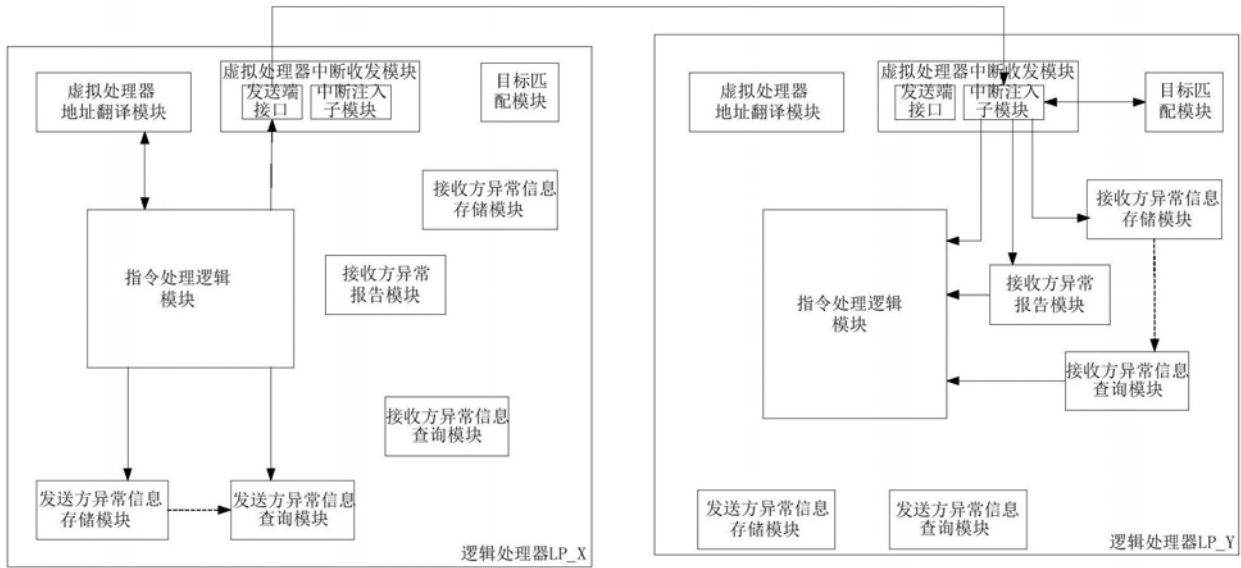 虚拟处理器
地址翻译模块
虚拟处理器中断收发模块
发送端
接口
中断注入
子模块
目标匹
配模块
接收方异常信息
存储模块
指令处理逻辑
模块
接收方异常
报告模块
接收方异常信息
查询模块
发送方异常信息
存储模块
发送方异常信息
查询模块
逻辑处理器LP_X
虚拟处理器
地址翻译模块
虚拟处理器中断收发模块
发送端
接口
中断注入
子模块
目标匹
配模块
接收方异常信息
存储模块
指令处理逻辑
模块
接收方异常
报告模块
接收方异常信息
查询模块
发送方异常信息
存储模块
发送方异常信息
查询模块
逻辑处理器LP_Y